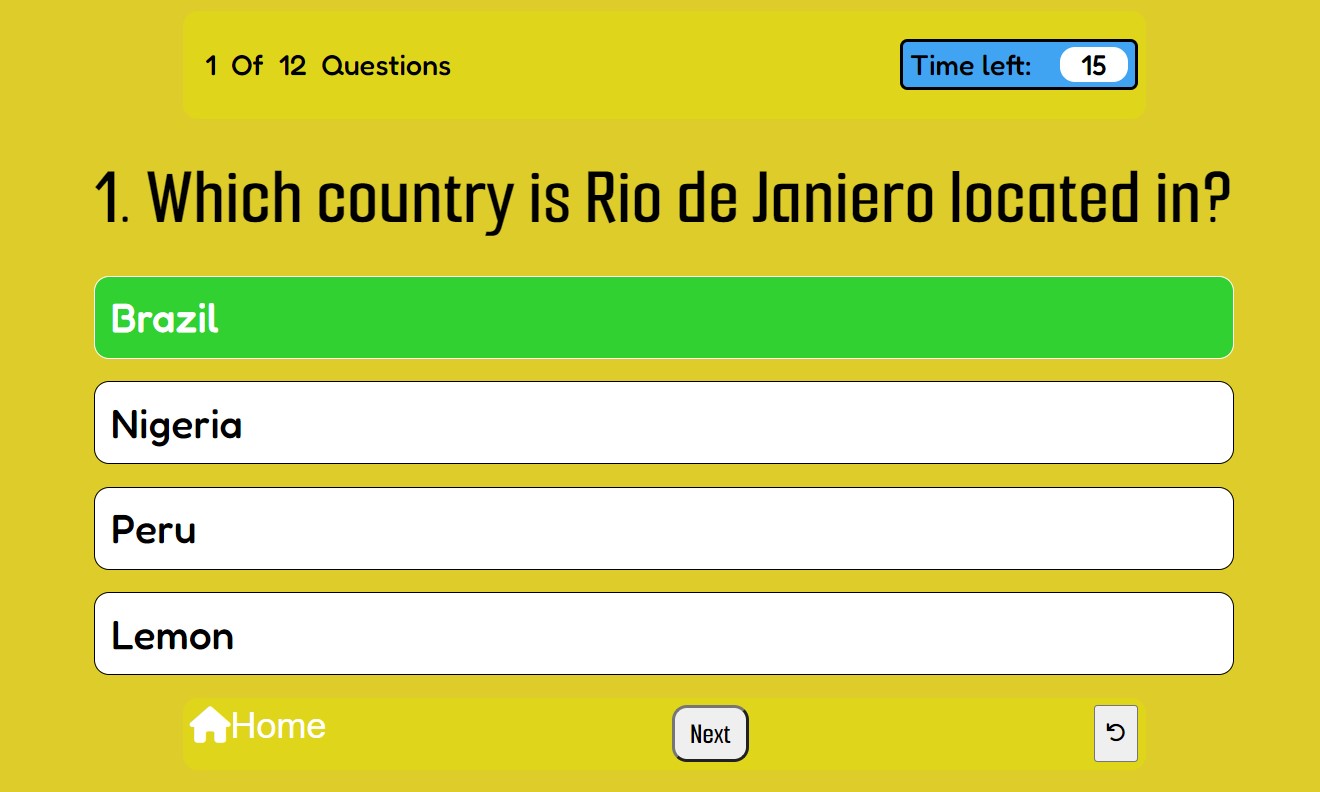 1 Of 12 Questions
Time left: 15
1. Which country is Rio de Janiero located in?
Brazil
Nigeria
Peru
Lemon
Home
Next